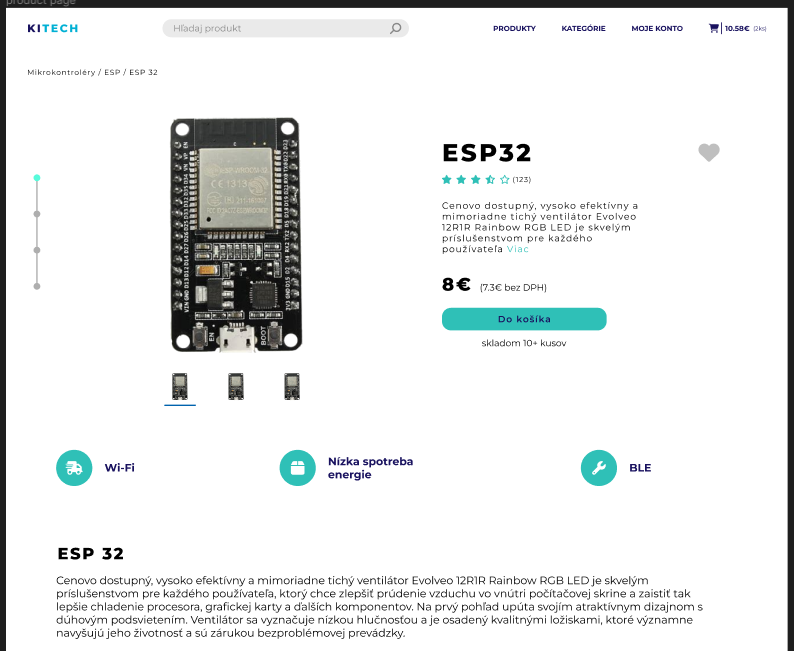 product page
KITECH
Hľadaj produkt
PRODUKTY
KATEGÓRIE
MOJE KONTO
10.58€ (2ks)
Mikrokontroléry / ESP / ESP 32
ESP32
(123)
Cenovo dostupný, vysoko efektívny a
mimoriadne tichý ventilátor Evolveo
12R1R Rainbow RGB LED je skvelým
príslušenstvom pre každého
používateľa Viac
8€ (7.3€ bez DPH)
Do košíka
skladom 10+ kusov
EN
BOOT
Wi-Fi
Nízka spotreba
energie
BLE
ESP 32
Cenovo dostupný, vysoko efektívny a mimoriadne tichý ventilátor Evolveo 12R1R Rainbow RGB LED je skvelým
príslušenstvom pre každého používateľa, ktorý chce zlepšiť prúdenie vzduchu vo vnútri počítačovej skrine a zaistiť tak
lepšie chladenie procesora, grafickej karty a ďalších komponentov. Na prvý pohľad upúta svojím atraktívnym dizajnom s
dúhovým podsvietením. Ventilátor sa vyznačuje nízkou hlučnosťou a je osadený kvalitnými ložiskami, ktoré významne
navyšujú jeho životnosť a sú zárukou bezproblémovej prevádzky.